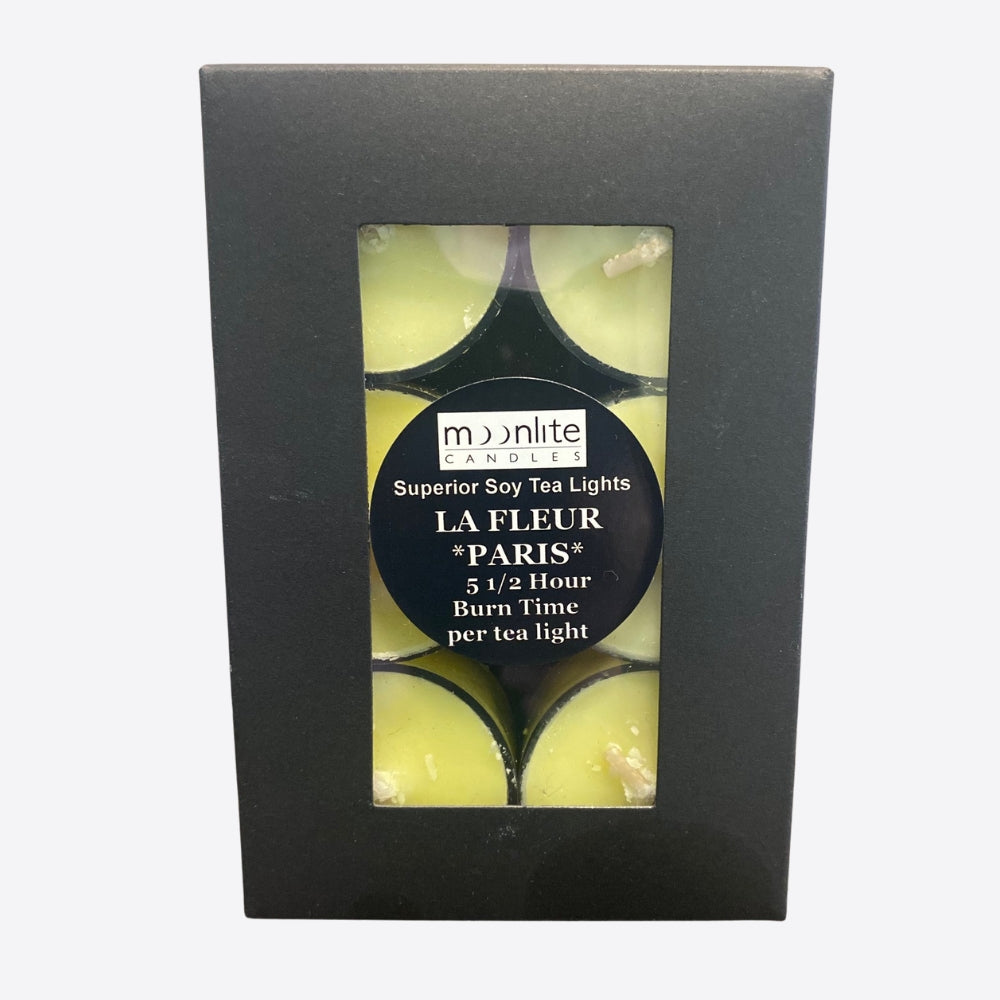 moonlite
CANDLES
Superior Soy Tea Lights
LA FLEUR
*PARIS*
5 1/2 Hour
Burn Time
per tea light